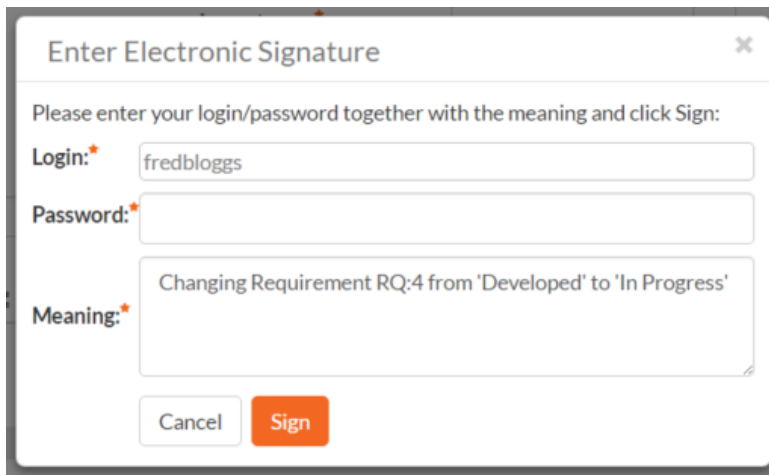 Enter Electronic Signature
×
Please enter your login/password together with the meaning and click Sign:
Login:*
fredbloggs
Password:*
Changing Requirement RQ:4 from 'Developed' to 'In Progress'
Meaning:*
Cancel Sign